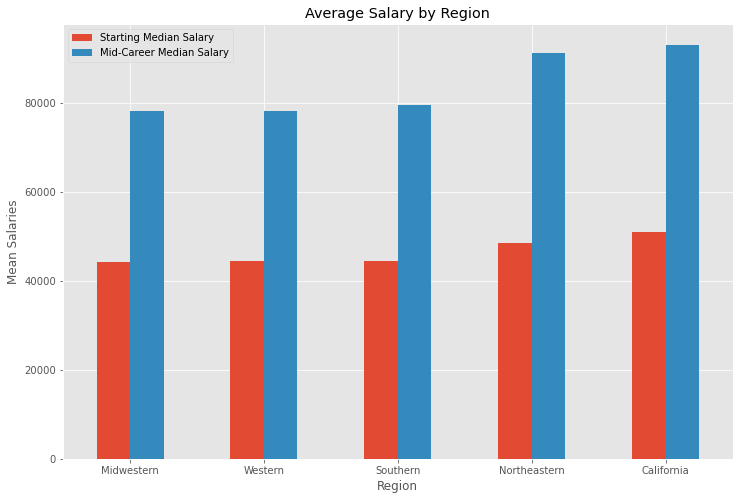 Average Salary by Region
Starting Median Salary
Mid-Career Median Salary
Mean Salaries
80000
60000
40000
20000
0
Midwestern
Western
Southern
Northeastern
California
Region